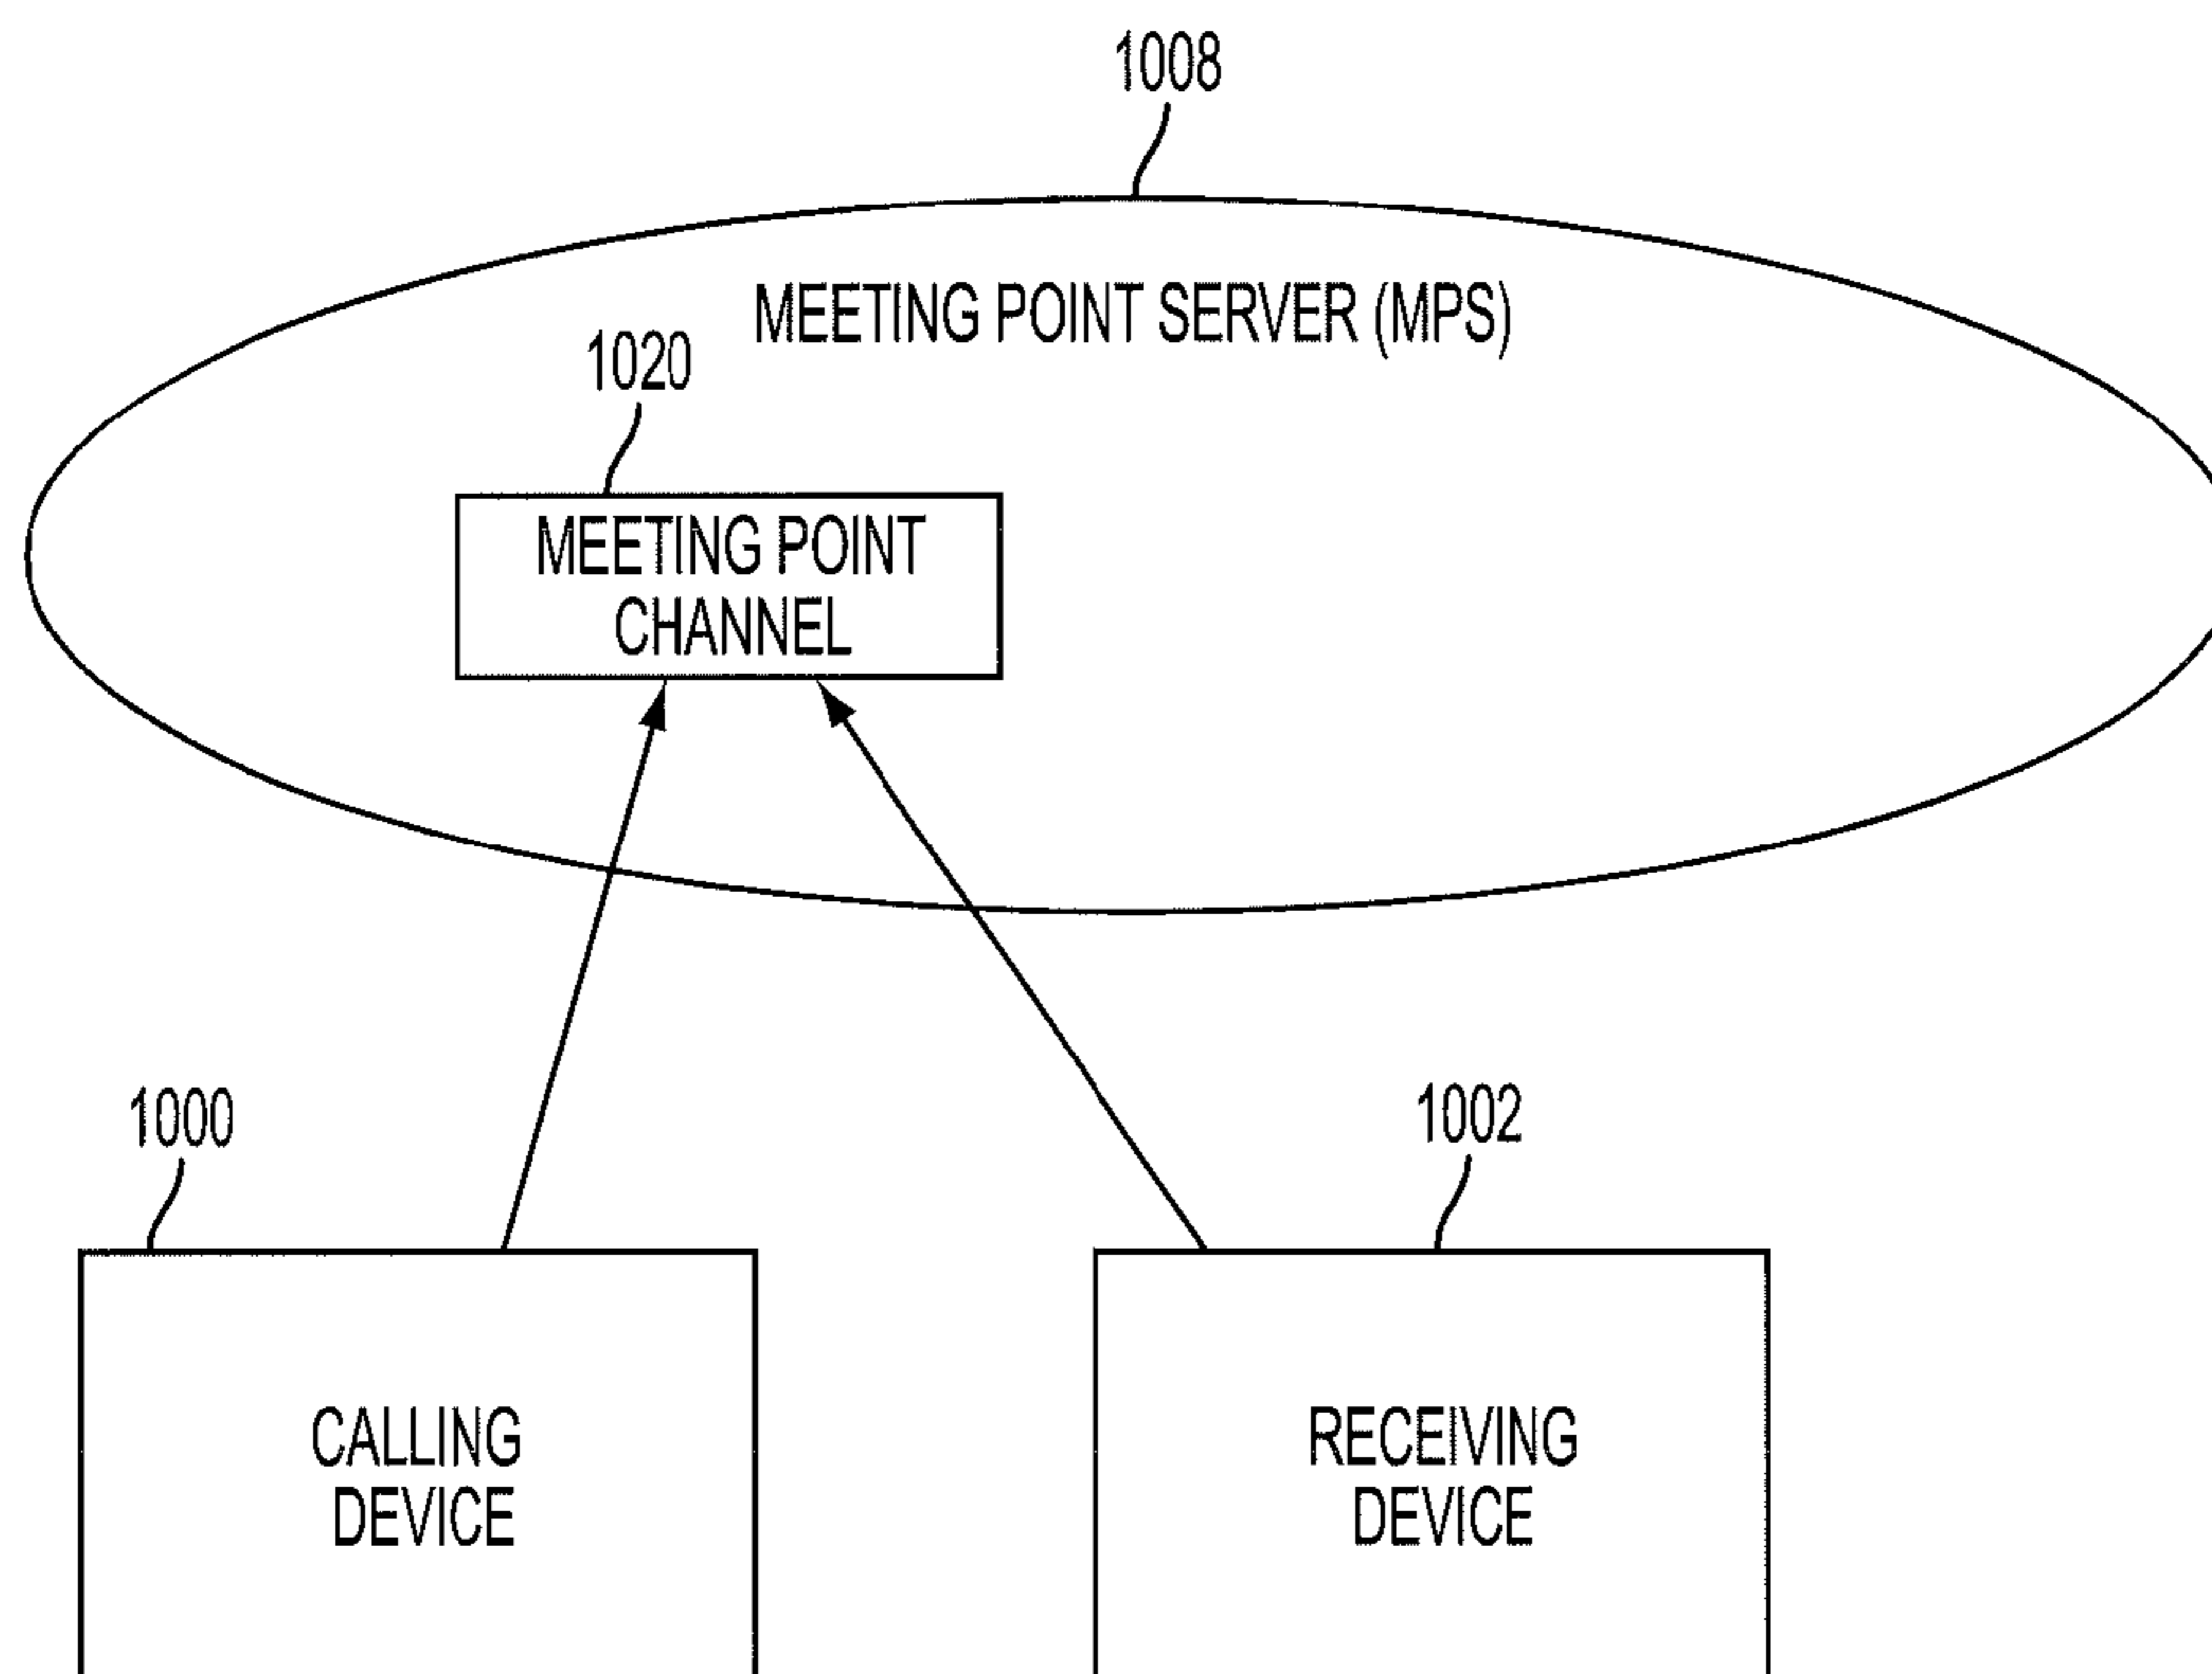 1008
MEETING POINT SERVER (MPS)
1020
MEETING POINT
CHANNEL
1000
1002
CALLING
DEVICE
RECEIVING
DEVICE